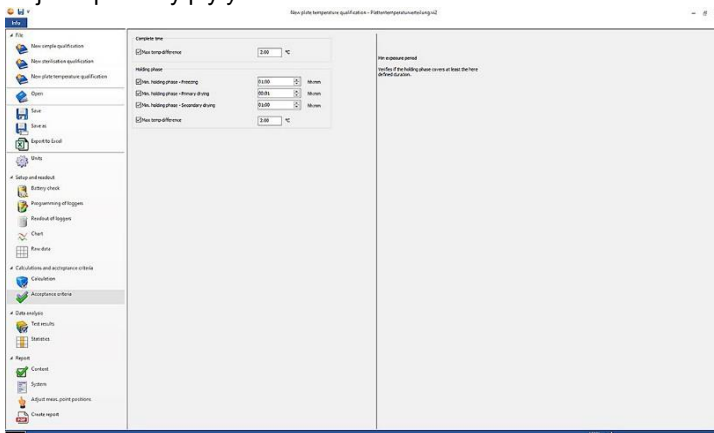 New plate temperature qualification - Plattentemperaturverteilung.vi2
Info
File
New simple qualification
New sterilisation qualification
New plate temperature qualification
Open
Save
Save as
Export to Excel
Units
Setup and readout
Battery check
Programming of loggers
Readout of loggers
Chart
Raw data
Calculations and acceptance criteria
Calculation
Acceptance criteria
Data analysis
Test results
Statistics
Report
Content
System
Adjust meas. point positions
Create report
Complete time
Max temp difference 2.00 °C
Holding phase
Min. holding phase - Freezing 01:00 hh:mm
Min. holding phase - Primary drying 00:01 hh:mm
Min. holding phase - Secondary drying 01:00 hh:mm
Max temp difference 2.00 °C
Min exposure period
Verifies if the holding phase covers at least the here
defined duration.